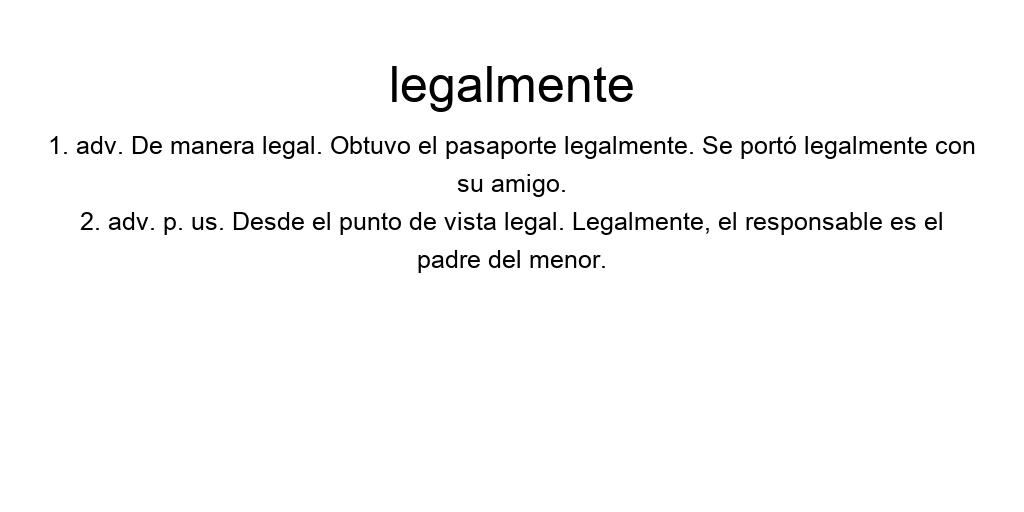 legalmente
1. adv. De manera legal. Obtuvo el pasaporte legalmente. Se portó legalmente con
su amigo.
2. adv. p. us. Desde el punto de vista legal. Legalmente, el responsable es el
padre del menor.